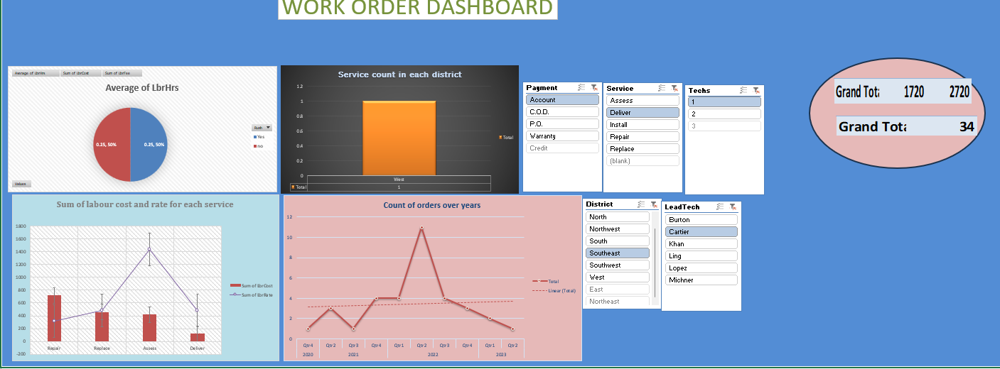 WORK ORDER DASHBOARD
Average of LbrHrs Sum of LbrCost Sum of LbrFee
Average of LbrHrs
0.25, 50% 0.25, 50%
Rush
Yes
no
Values
Service count in each district
1.2
1
0.8
0.6
0.4
0.2
0
West
Total 1
Total
Payment
Account
C.O.D.
P.O.
Warranty
Credit
Service
Assess
Deliver
Install
Repair
Replace
(blank)
Techs
1
2
3
Grand Tota 1720 2720
Grand Tota 34
Sum of labour cost and rate for each service
1800
1600
1400
1200
1000
800
600
400
200
0
-200
Repair Replace Assess Deliver
Sum of LbrCost
Sum of LbrRate
Count of orders over years
12
10
8
6
4
2
0
Qtr4 Qtr2 Qtr3 Qtr4 Qtr1 Qtr2 Qtr3 Qtr4 Qtr1 Qtr2
2020 2021 2022 2023
Total
Linear (Total)
District
North
Northwest
South
Southeast
Southwest
West
East
Northeast
LeadTech
Burton
Cartier
Khan
Ling
Lopez
Michner